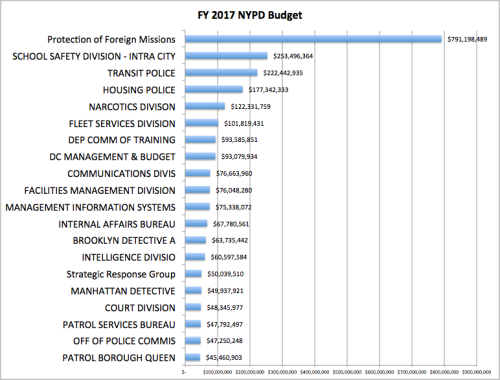 FY 2017 NYPD Budget
Protection of Foreign Missions $791,198,489
SCHOOL SAFETY DIVISION - INTRA CITY $253,496,364
TRANSIT POLICE $222,442,935
HOUSING POLICE $177,342,333
NARCOTICS DIVISON $122,331,759
FLEET SERVICES DIVISION $101,819,431
DEP COMM OF TRAINING $93,585,851
DC MANAGEMENT & BUDGET $93,079,934
COMMUNICATIONS DIVIS $76,663,960
FACILITIES MANAGEMENT DIVISION $76,048,280
MANAGEMENT INFORMATION SYSTEMS $75,338,072
INTERNAL AFFAIRS BUREAU $67,780,561
BROOKLYN DETECTIVE A $63,735,442
INTELLIGENCE DIVISIO $60,597,584
Strategic Response Group $50,039,510
MANHATTAN DETECTIVE $49,937,921
COURT DIVISION $48,345,977
PATROL SERVICES BUREAU $47,792,497
OFF OF POLICE COMMIS $47,250,248
PATROL BOROUGH QUEEN $45,460,903
$- $100,000,000 $200,000,000 $300,000,000 $400,000,000 $500,000,000 $600,000,000 $700,000,000 $800,000,000 $900,000,000